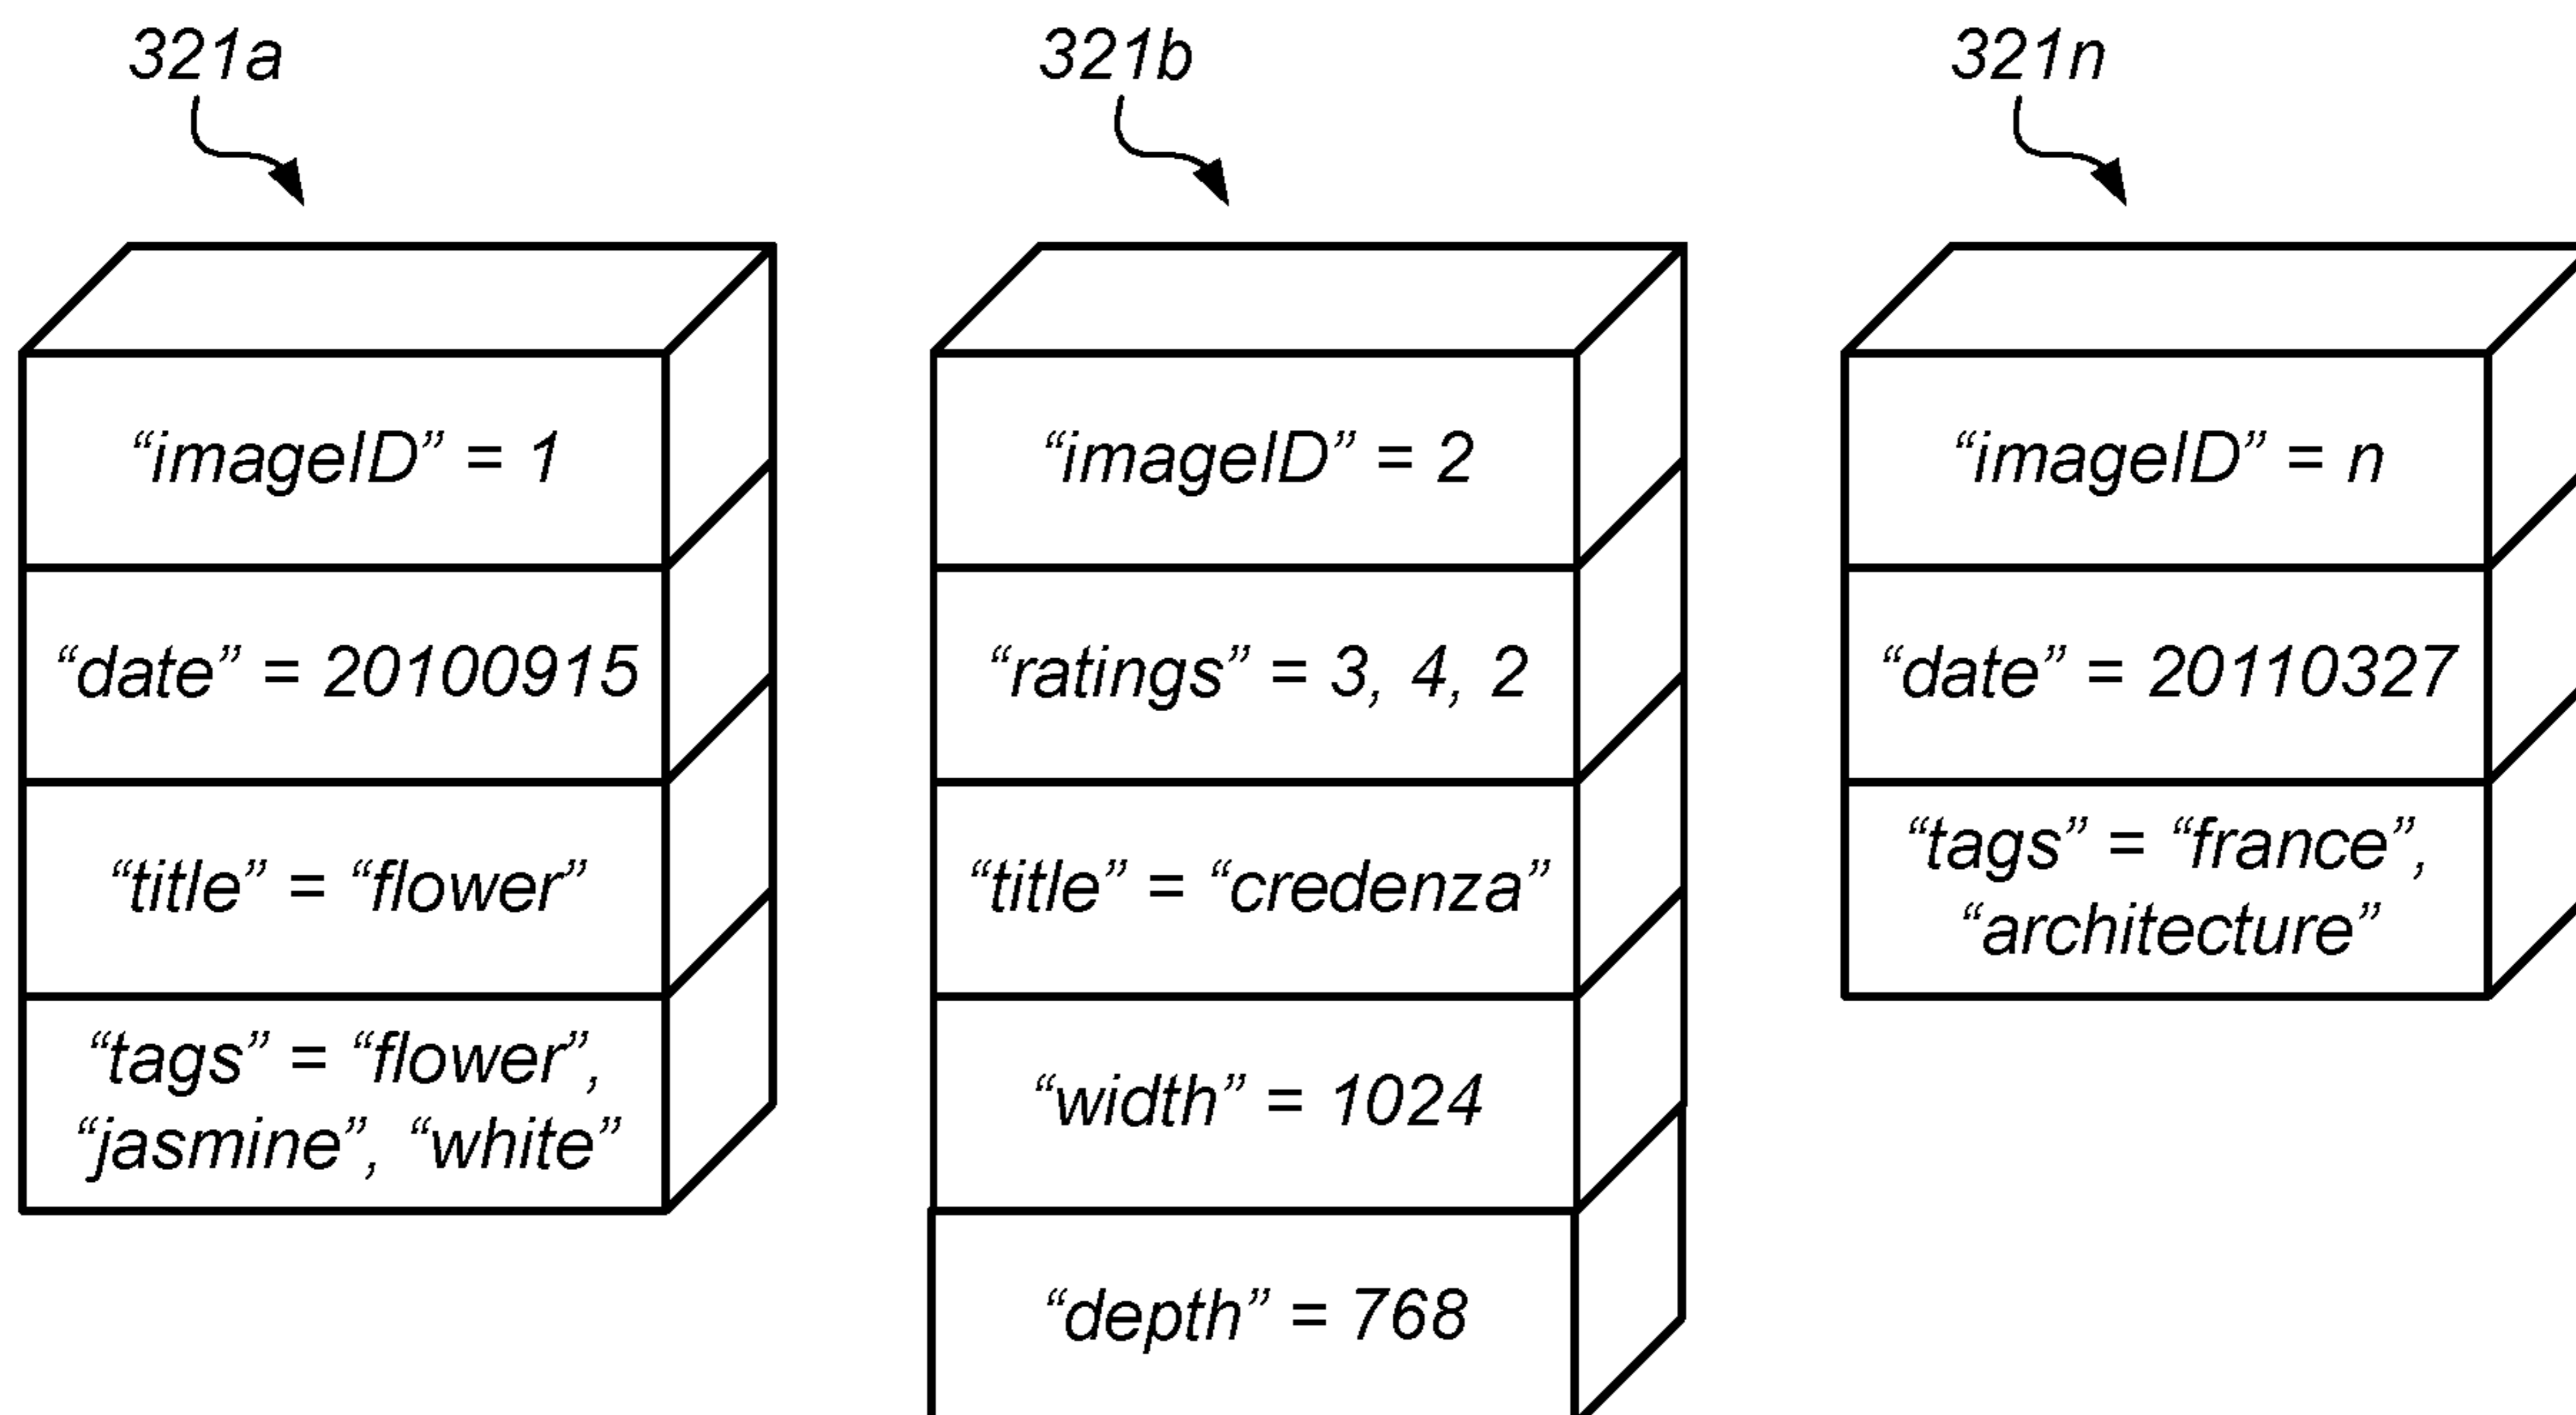 321a
“imageID” = 1
“date” = 20100915
“title” = “flower”
“tags” = “flower”,
“jasmine”, “white”
321b
“imageID” = 2
“ratings” = 3, 4, 2
“title” = “credenza”
“width” = 1024
“depth” = 768
321n
“imageID” = n
“date” = 20110327
“tags” = “france”,
“architecture”